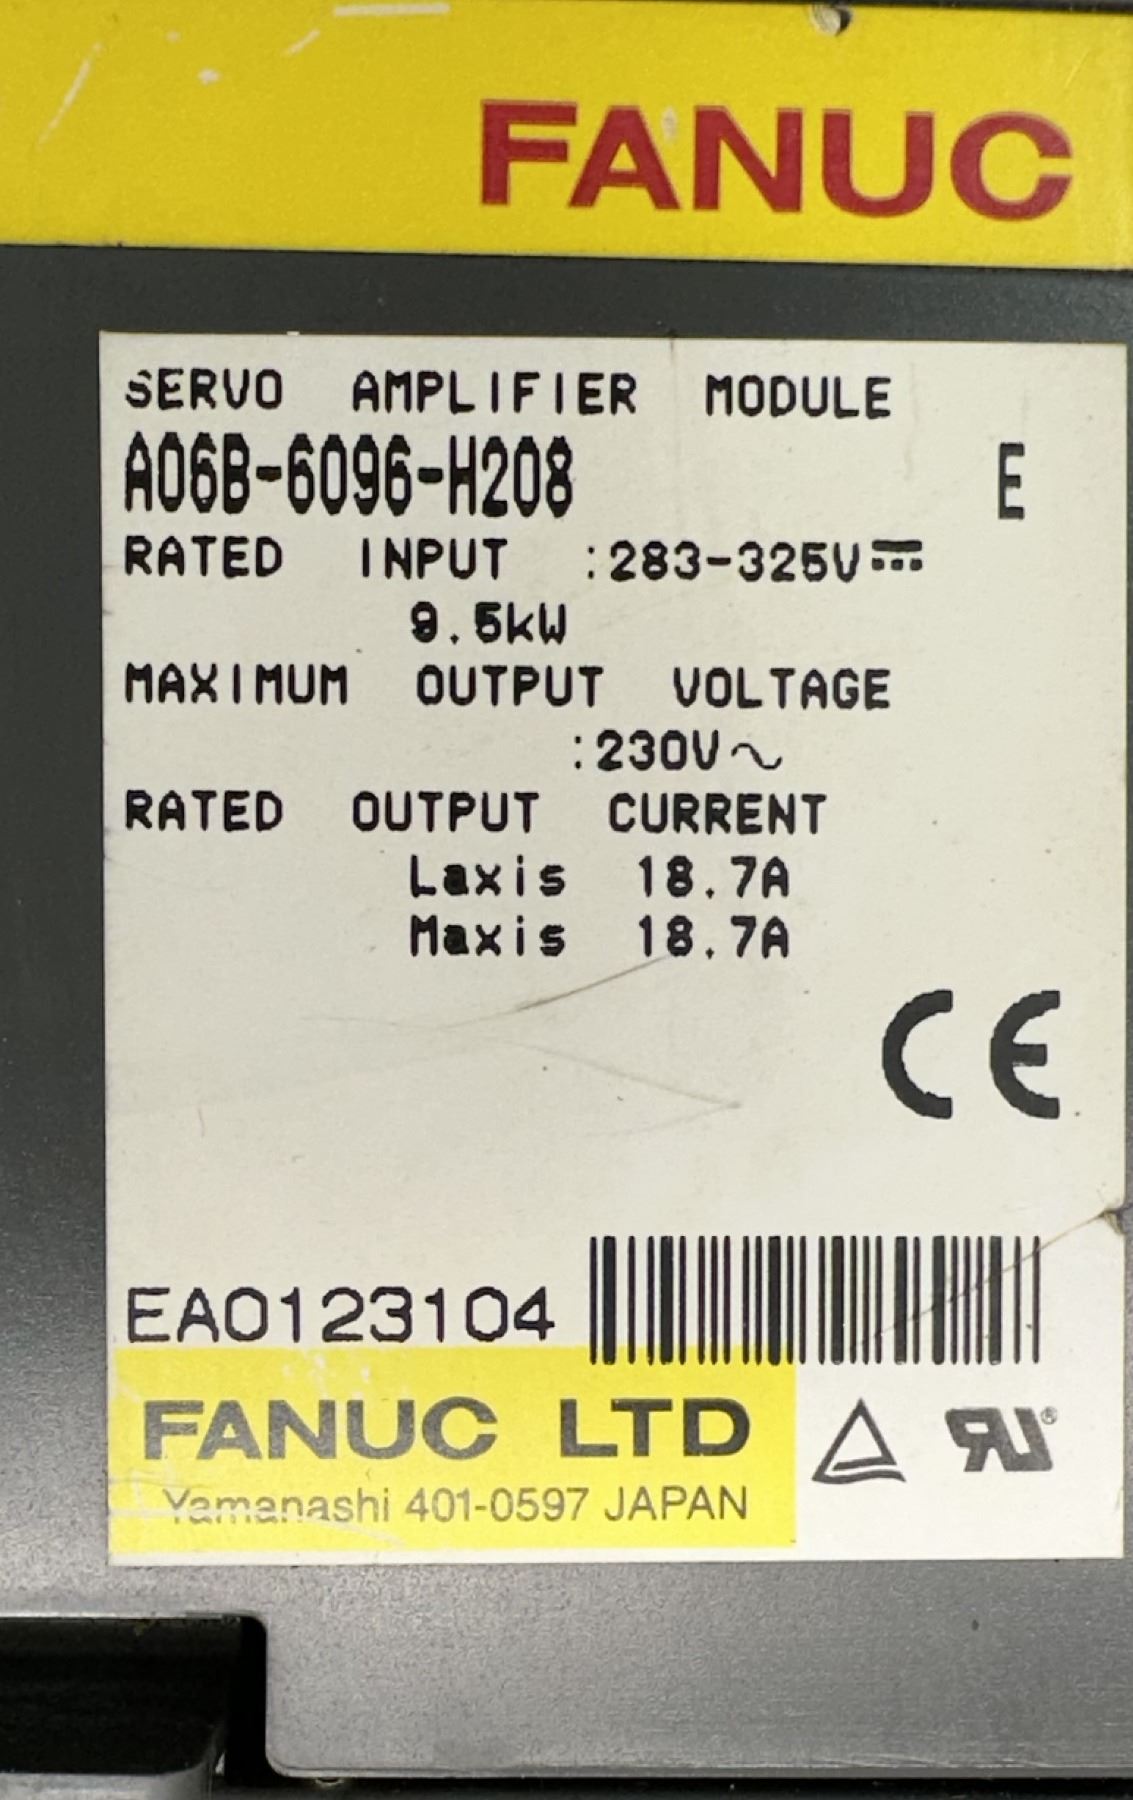 FANUC
SERVO AMPLIFIER MODULE
A06B-6096-H208 E
RATED INPUT :283-325V⎓
9.5kW
MAXIMUM OUTPUT VOLTAGE
:230V~
RATED OUTPUT CURRENT
Laxis 18.7A
Maxis 18.7A
CE
EA0123104
FANUC LTD
Yamanashi 401-0597 JAPAN
RU®